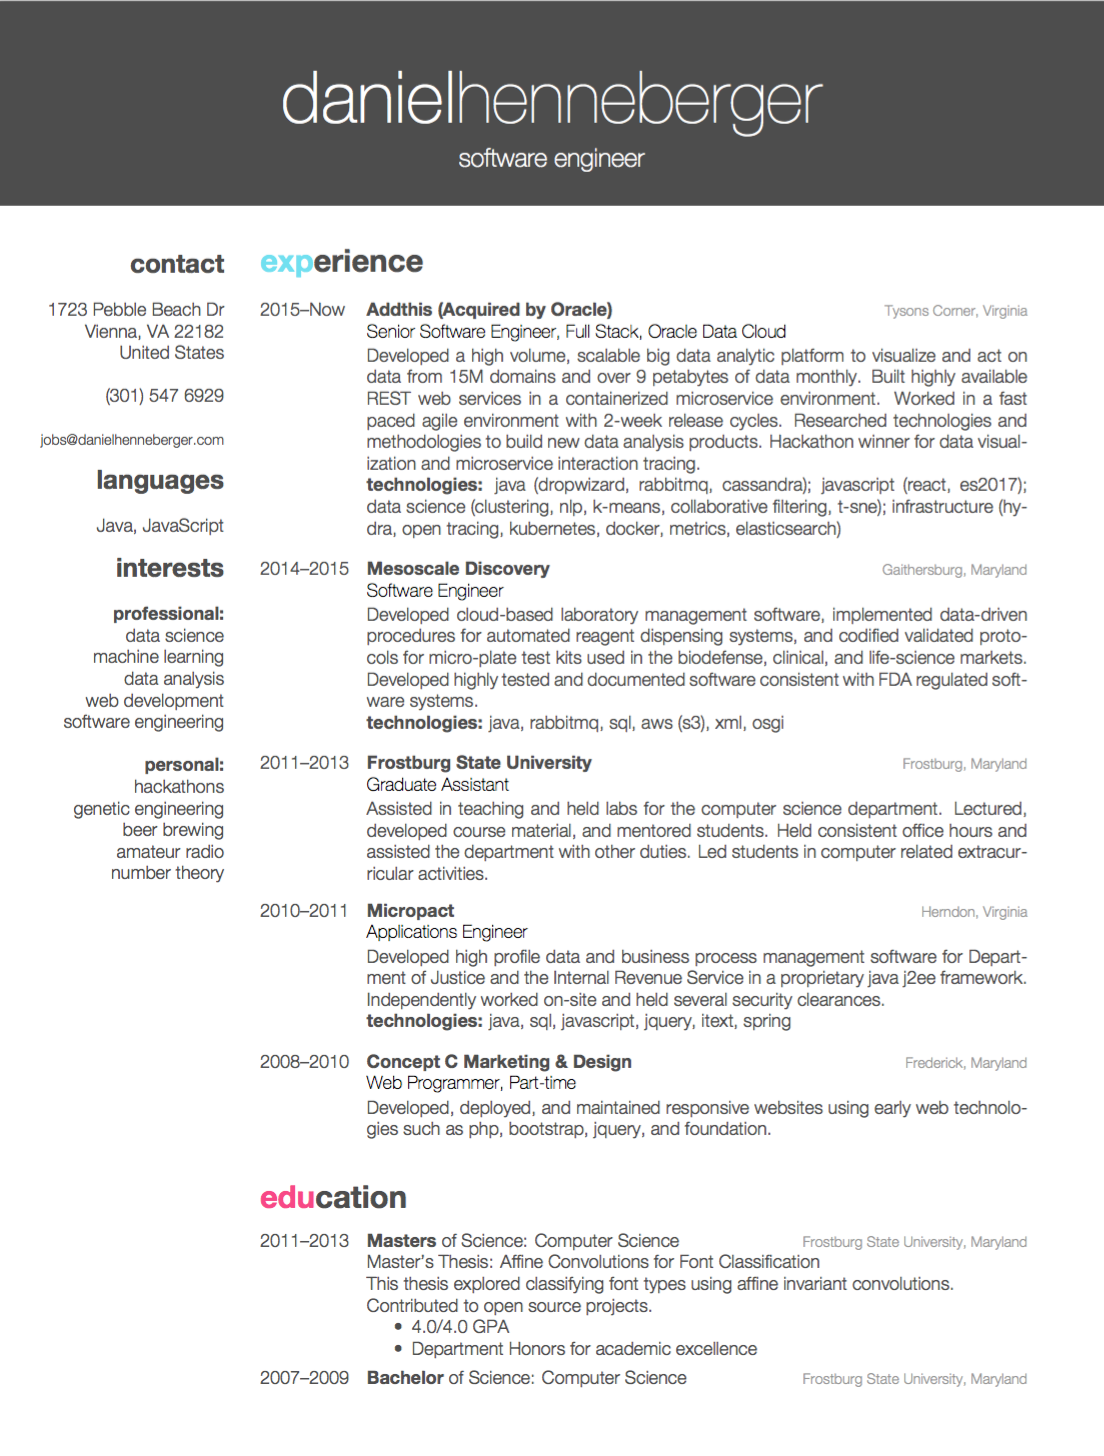 danielhenneberger
software engineer
contact
1723 Pebble Beach Dr
Vienna, VA 22182
United States
(301) 547 6929
jobs@danielhenneberger.com
languages
Java, JavaScript
interests
professional:
data science
machine learning
data analysis
web development
software engineering
personal:
hackathons
genetic engineering
beer brewing
amateur radio
number theory
experience
2015–Now Addthis (Acquired by Oracle) Tysons Corner, Virginia
Senior Software Engineer, Full Stack, Oracle Data Cloud
Developed a high volume, scalable big data analytic platform to visualize and act on
data from 15M domains and over 9 petabytes of data monthly. Built highly available
REST web services in a containerized microservice environment. Worked in a fast
paced agile environment with 2-week release cycles. Researched technologies and
methodologies to build new data analysis products. Hackathon winner for data visual-
ization and microservice interaction tracing.
technologies: java (dropwizard, rabbitmq, cassandra); javascript (react, es2017);
data science (clustering, nlp, k-means, collaborative filtering, t-sne); infrastructure (hy-
dra, open tracing, kubernetes, docker, metrics, elasticsearch)
2014–2015 Mesoscale Discovery Gaithersburg, Maryland
Software Engineer
Developed cloud-based laboratory management software, implemented data-driven
procedures for automated reagent dispensing systems, and codified validated proto-
cols for micro-plate test kits used in the biodefense, clinical, and life-science markets.
Developed highly tested and documented software consistent with FDA regulated soft-
ware systems.
technologies: java, rabbitmq, sql, aws (s3), xml, osgi
2011–2013 Frostburg State University Frostburg, Maryland
Graduate Assistant
Assisted in teaching and held labs for the computer science department. Lectured,
developed course material, and mentored students. Held consistent office hours and
assisted the department with other duties. Led students in computer related extracur-
ricular activities.
2010–2011 Micropact Herndon, Virginia
Applications Engineer
Developed high profile data and business process management software for Depart-
ment of Justice and the Internal Revenue Service in a proprietary java j2ee framework.
Independently worked on-site and held several security clearances.
technologies: java, sql, javascript, jquery, itext, spring
2008–2010 Concept C Marketing & Design Frederick, Maryland
Web Programmer, Part-time
Developed, deployed, and maintained responsive websites using early web technolo-
gies such as php, bootstrap, jquery, and foundation.
education
2011–2013 Masters of Science: Computer Science Frostburg State University, Maryland
Master's Thesis: Affine Convolutions for Font Classification
This thesis explored classifying font types using affine invariant convolutions.
Contributed to open source projects.
• 4.0/4.0 GPA
• Department Honors for academic excellence
2007–2009 Bachelor of Science: Computer Science Frostburg State University, Maryland